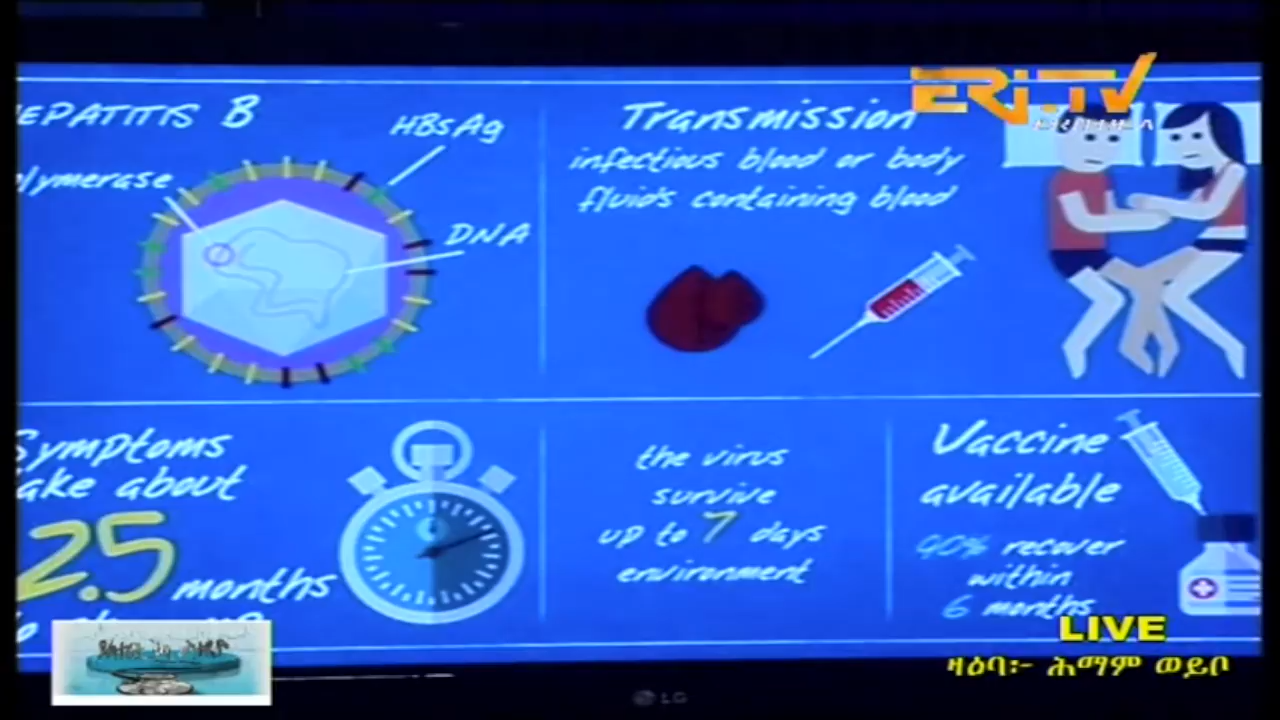 ERi-TV
EPATITIS B
HBsAg
lymerase
DNA
Transmission
infectious blood or body
fluids containing blood
Symptoms
ake about
2.5 months
the virus
survive
up to 7 days
environment
Vaccine
available
90% recover
within
6 months
LIVE
ዛዕባ፡- ሕማም ወይቦ
LG